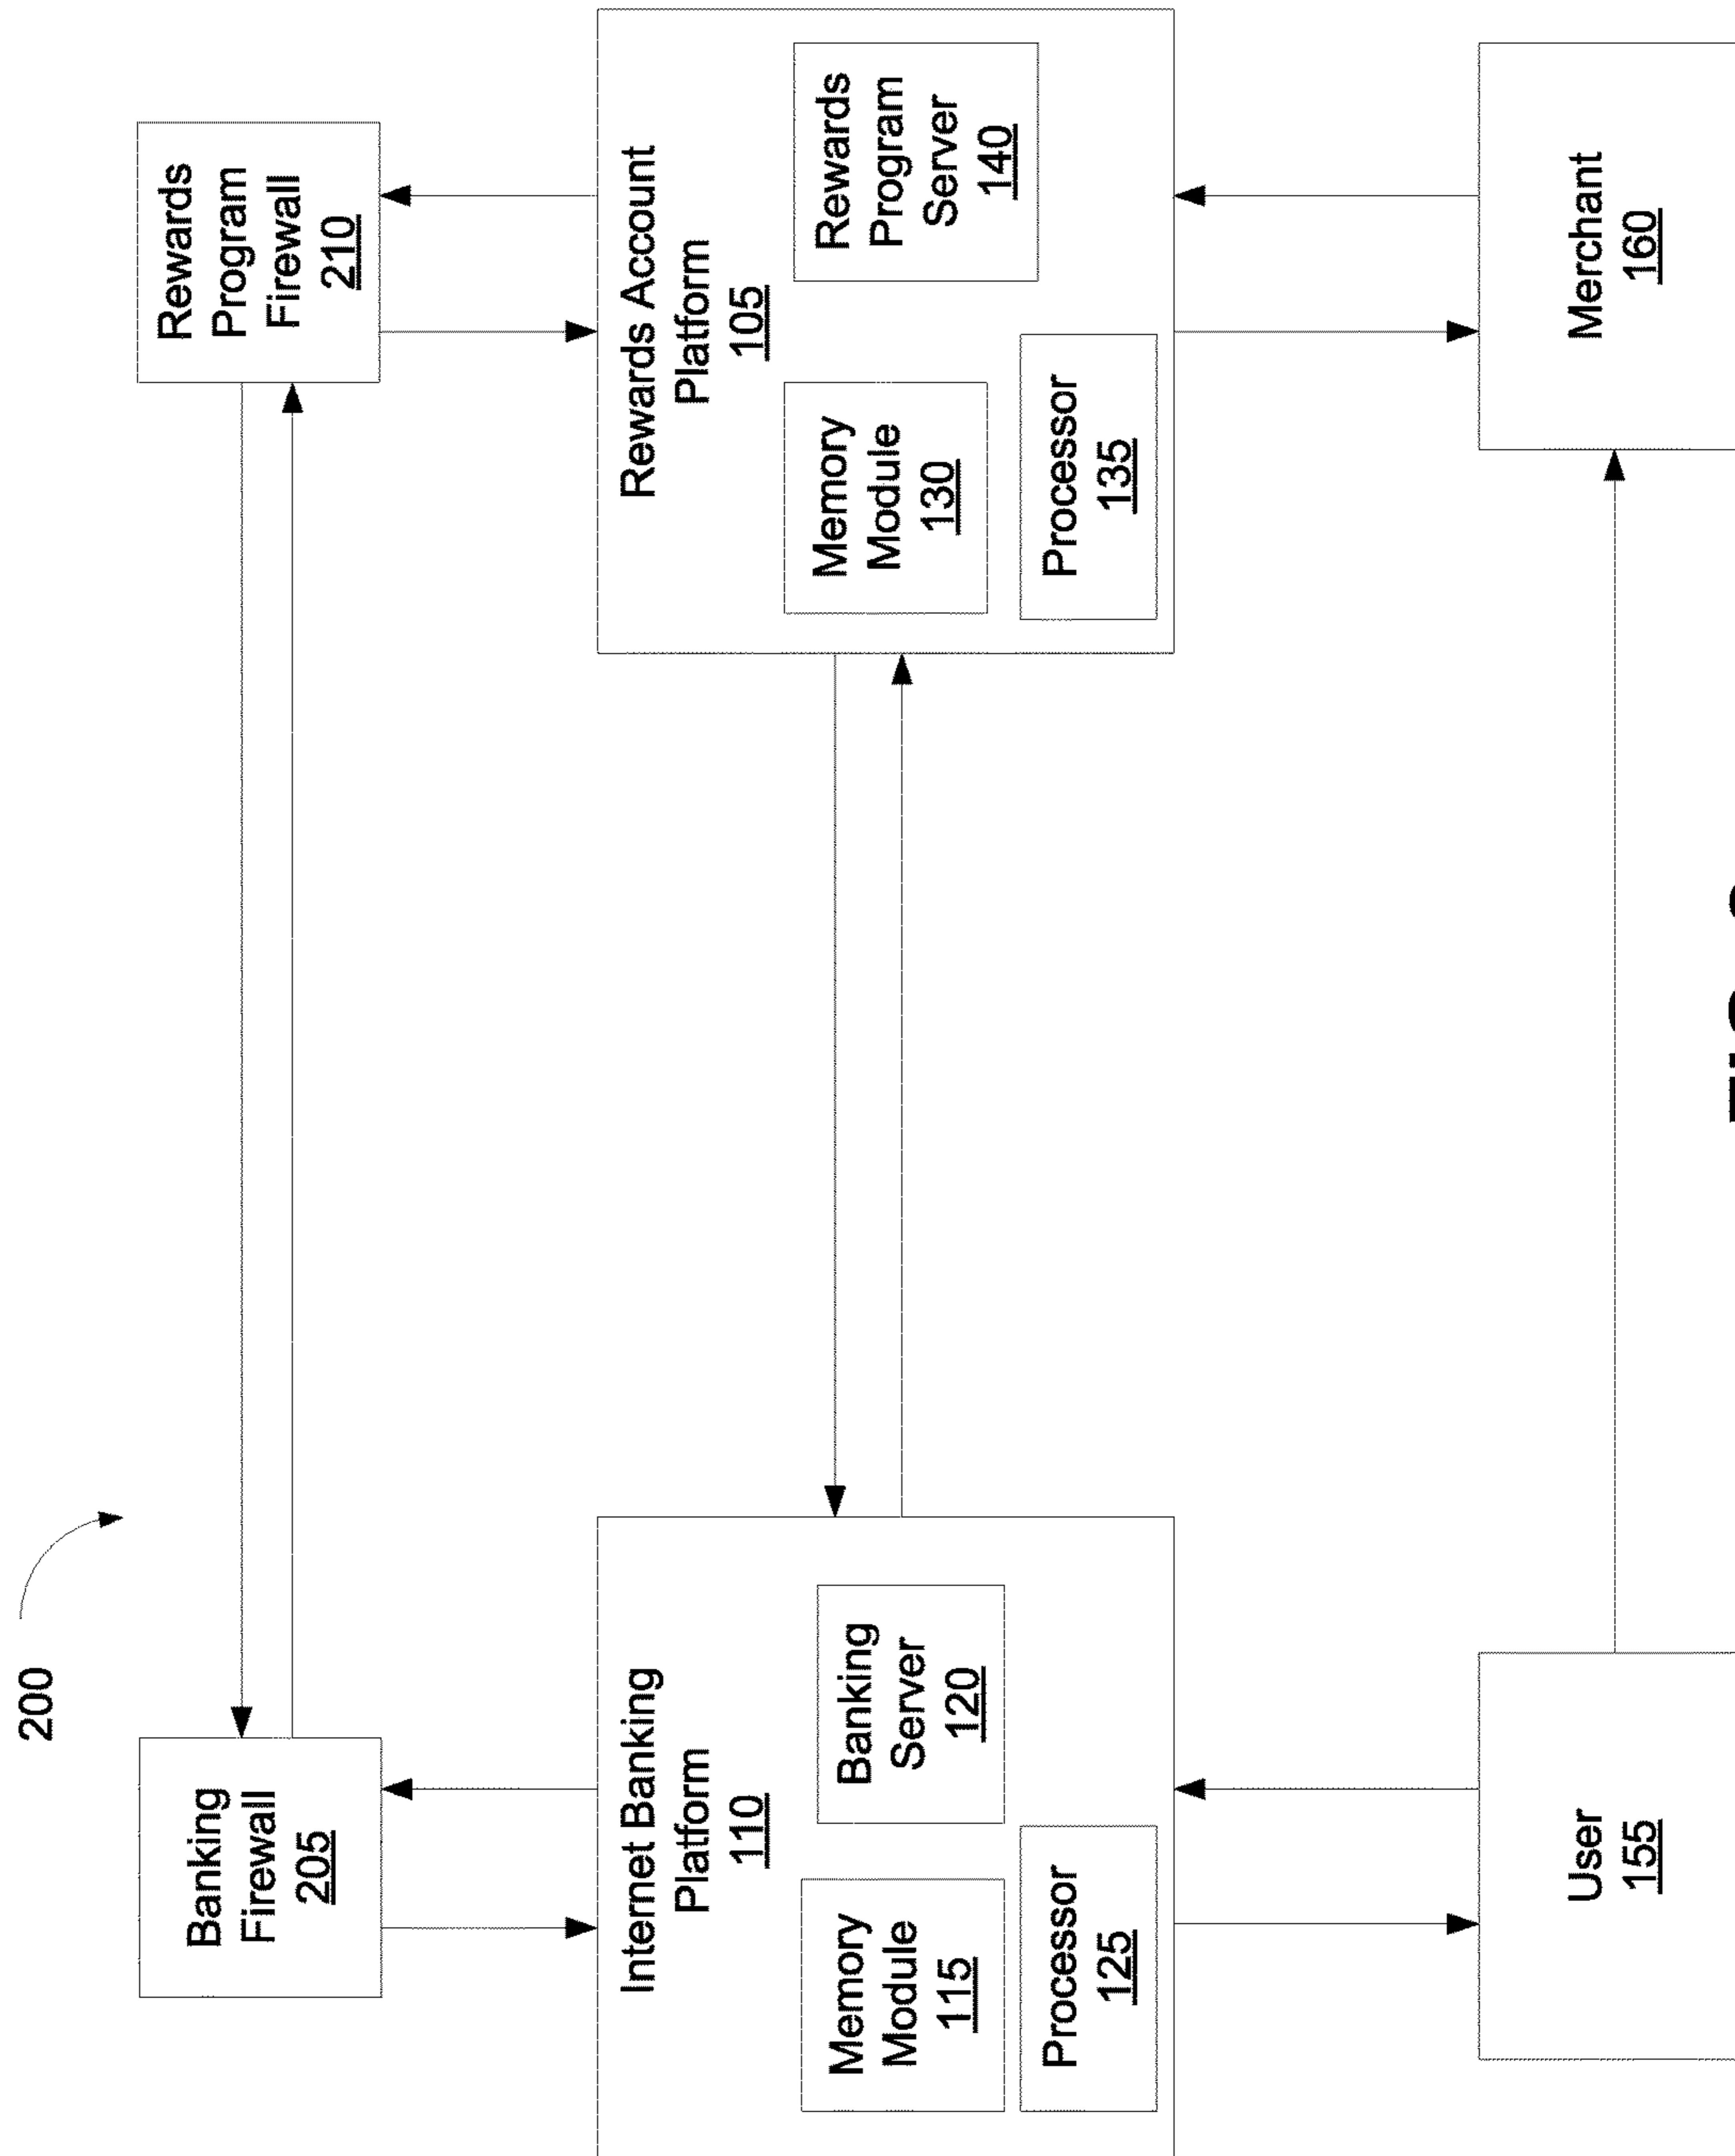 200
Banking
Firewall
205
Rewards
Program
Firewall
210
Internet Banking
Platform
110
Memory
Module
115
Banking
Server
120
Processor
125
Rewards Account
Platform
105
Memory
Module
130
Rewards
Program
Server
140
Processor
135
User
155
Merchant
160